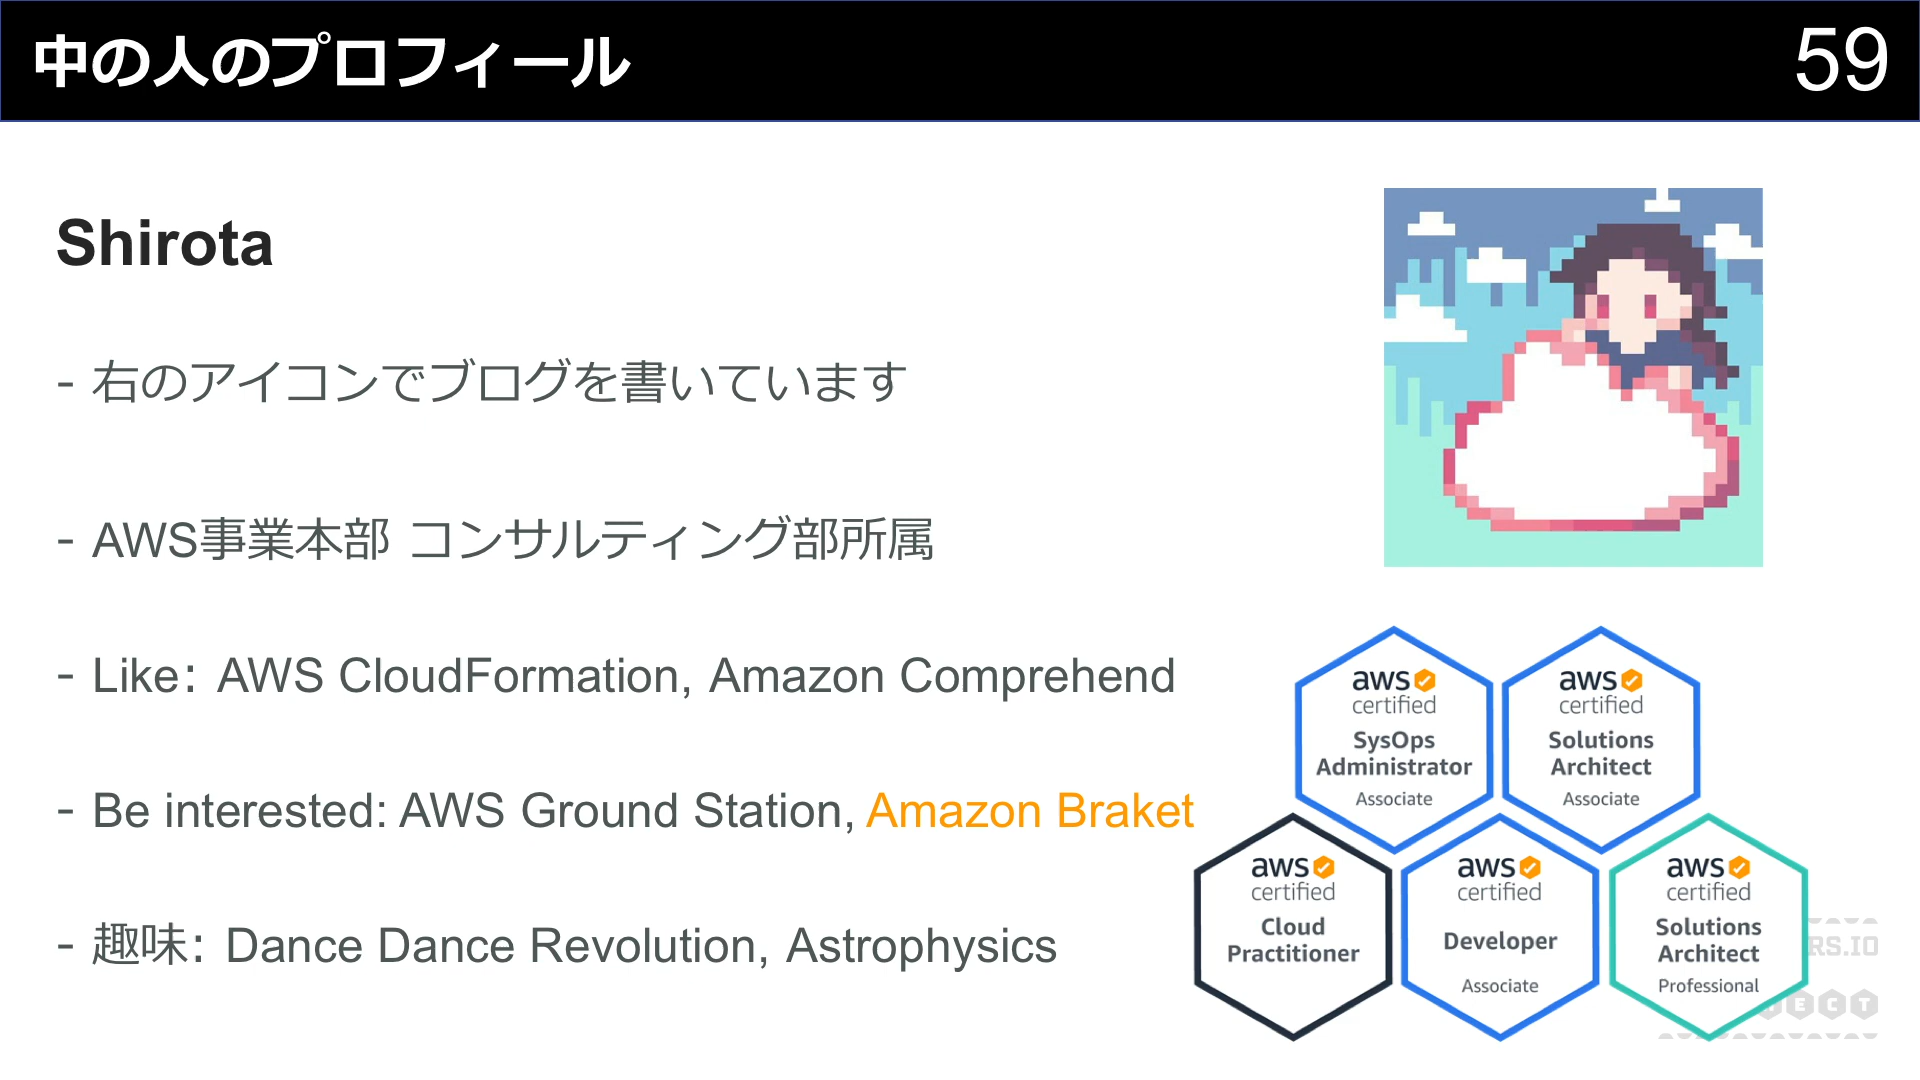 中の人のプロフィール
59
Shirota
- 右のアイコンでブログを書いています
- AWS事業本部 コンサルティング部所属
- Like: AWS CloudFormation, Amazon Comprehend
- Be interested: AWS Ground Station, Amazon Braket
- 趣味: Dance Dance Revolution, Astrophysics
aws
certified
SysOps
Administrator
Associate
aws
certified
Solutions
Architect
Associate
aws
certified
Cloud
Practitioner
aws
certified
Developer
Associate
aws
certified
Solutions
Architect
Professional
RS.IO
ECT